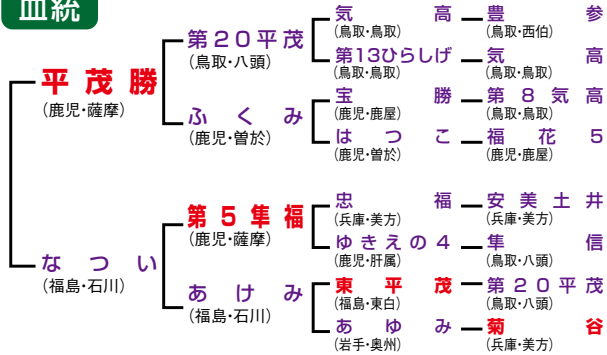 血統
気高
(鳥取・鳥取)
豊参
(鳥取・西伯)
第20平茂
(鳥取・八頭)
第13ひらしげ
(鳥取・鳥取)
気高
(鳥取・鳥取)
平茂勝
(鹿児・薩摩)
宝勝
(鹿児・鹿屋)
第8気高
(鳥取・鳥取)
ふくみ
(鹿児・曽於)
はつこ
(鹿児・曽於)
福花5
(鹿児・鹿屋)
忠福
(兵庫・美方)
安美土井
(兵庫・美方)
第5隼福
(鹿児・薩摩)
ゆきえの4
(鹿児・肝属)
隼信
(鳥取・八頭)
なつい
(福島・石川)
東平茂
(福島・東白)
第20平茂
(鳥取・八頭)
あけみ
(福島・石川)
あゆみ
(岩手・奥州)
菊谷
(兵庫・美方)